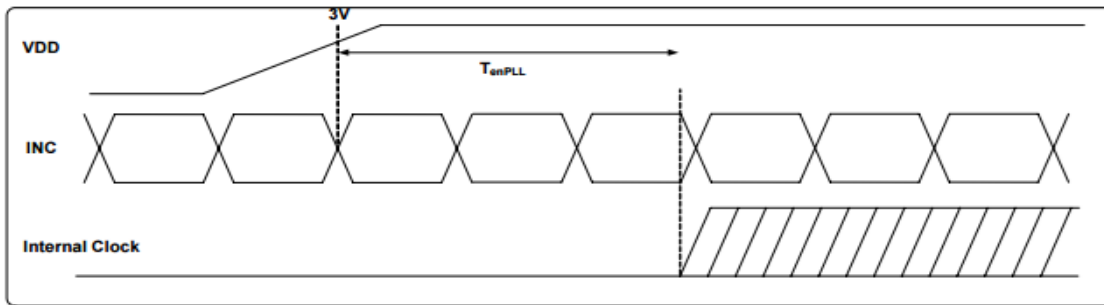 3V
VDD
TenPLL
INC
Internal Clock